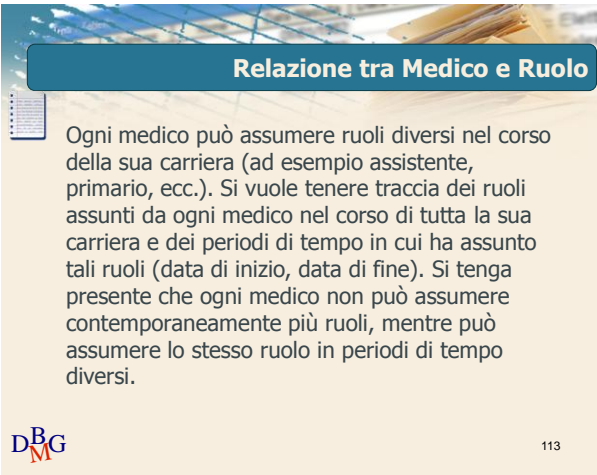 Relazione tra Medico e Ruolo
Ogni medico può assumere ruoli diversi nel corso
della sua carriera (ad esempio assistente,
primario, ecc.). Si vuole tenere traccia dei ruoli
assunti da ogni medico nel corso di tutta la sua
carriera e dei periodi di tempo in cui ha assunto
tali ruoli (data di inizio, data di fine). Si tenga
presente che ogni medico non può assumere
contemporaneamente più ruoli, mentre può
assumere lo stesso ruolo in periodi di tempo
diversi.
DBMG
113